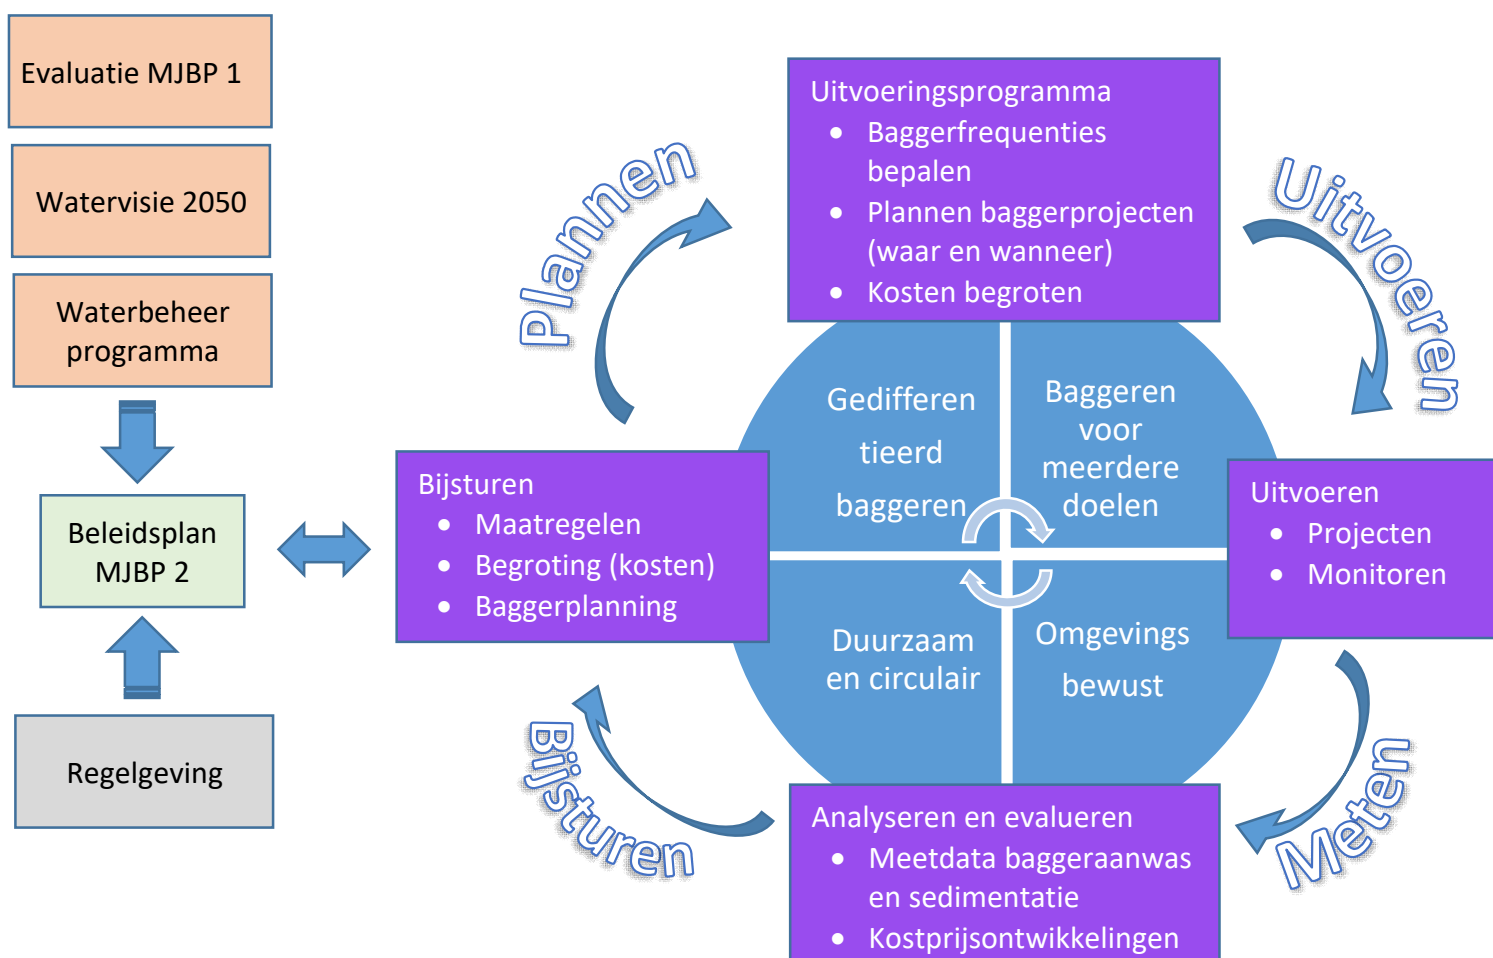 Evaluatie MJBP 1
Watervisie 2050
Waterbeheer
programma
Beleidsplan
MJBP 2
Regelgeving
Plannen
Uitvoeringsprogramma
• Baggerfrequenties
bepalen
• Plannen baggerprojecten
(waar en wanneer)
• Kosten begroten
Uitvoeren
Gedifferen
tieerd
baggeren
Baggeren
voor
meerdere
doelen
Bijsturen
• Maatregelen
• Begroting (kosten)
• Baggerplanning
Uitvoeren
• Projecten
• Monitoren
Duurzaam
en circulair
Omgevings
bewust
Bijsturen
Analyseren en evalueren
• Meetdata baggeraanwas
en sedimentatie
• Kostprijsontwikkelingen
Meten